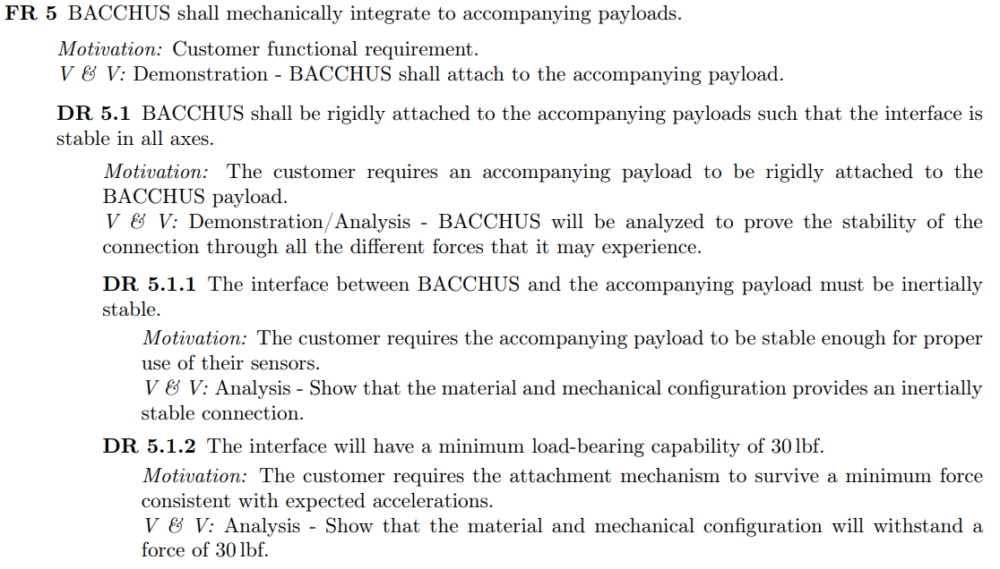 FR 5 BACCHUS shall mechanically integrate to accompanying payloads.
Motivation: Customer functional requirement.
V & V: Demonstration - BACCHUS shall attach to the accompanying payload.
DR 5.1 BACCHUS shall be rigidly attached to the accompanying payloads such that the interface is
stable in all axes.
Motivation: The customer requires an accompanying payload to be rigidly attached to the
BACCHUS payload.
V & V: Demonstration/Analysis - BACCHUS will be analyzed to prove the stability of the
connection through all the different forces that it may experience.
DR 5.1.1 The interface between BACCHUS and the accompanying payload must be inertially
stable.
Motivation: The customer requires the accompanying payload to be stable enough for proper
use of their sensors.
V & V: Analysis - Show that the material and mechanical configuration provides an inertially
stable connection.
DR 5.1.2 The interface will have a minimum load-bearing capability of 30 lbf.
Motivation: The customer requires the attachment mechanism to survive a minimum force
consistent with expected accelerations.
V & V: Analysis - Show that the material and mechanical configuration will withstand a
force of 30 lbf.